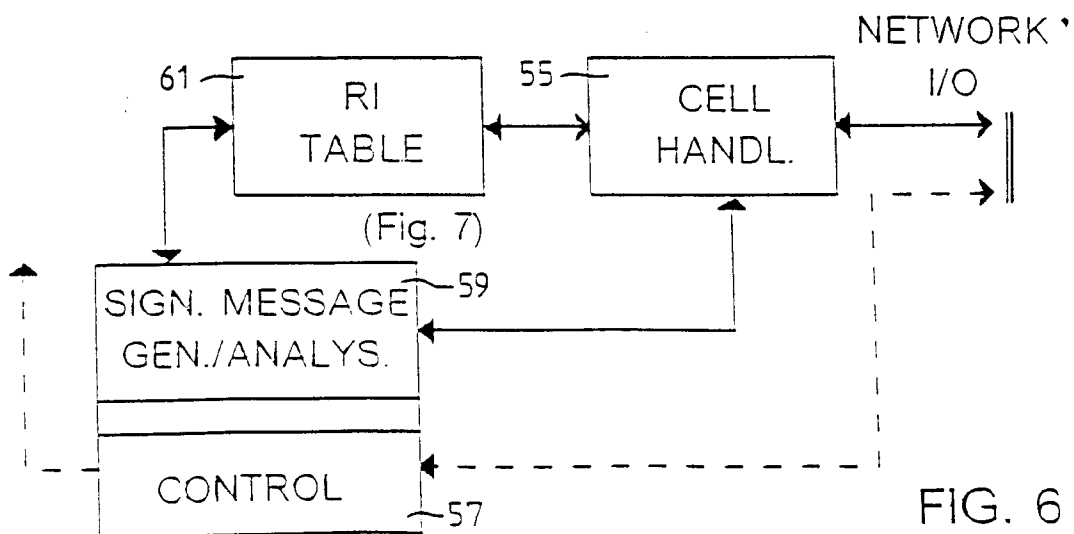 NETWORK
I/O
61
RI
TABLE
55
CELL
HANDL.
(Fig. 7)
59
SIGN. MESSAGE
GEN./ANALYS.
CONTROL
57
FIG. 6